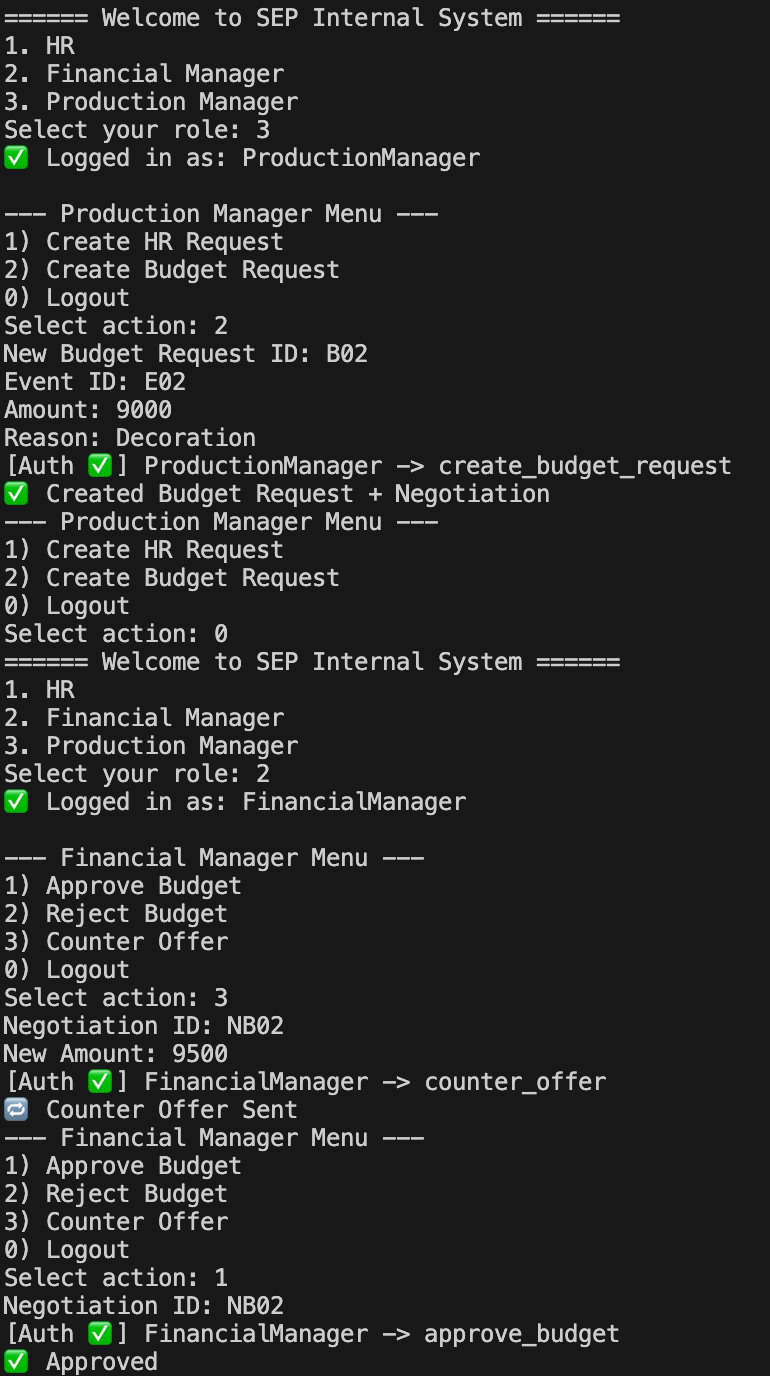 ====== Welcome to SEP Internal System ======
1. HR
2. Financial Manager
3. Production Manager
Select your role: 3
✅ Logged in as: ProductionManager
--- Production Manager Menu ---
1) Create HR Request
2) Create Budget Request
0) Logout
Select action: 2
New Budget Request ID: B02
Event ID: E02
Amount: 9000
Reason: Decoration
[Auth ✅] ProductionManager -> create_budget_request
✅ Created Budget Request + Negotiation
--- Production Manager Menu ---
1) Create HR Request
2) Create Budget Request
0) Logout
Select action: 0
====== Welcome to SEP Internal System ======
1. HR
2. Financial Manager
3. Production Manager
Select your role: 2
✅ Logged in as: FinancialManager
--- Financial Manager Menu ---
1) Approve Budget
2) Reject Budget
3) Counter Offer
0) Logout
Select action: 3
Negotiation ID: NB02
New Amount: 9500
[Auth ✅] FinancialManager -> counter_offer
🔁 Counter Offer Sent
--- Financial Manager Menu ---
1) Approve Budget
2) Reject Budget
3) Counter Offer
0) Logout
Select action: 1
Negotiation ID: NB02
[Auth ✅] FinancialManager -> approve_budget
✅ Approved